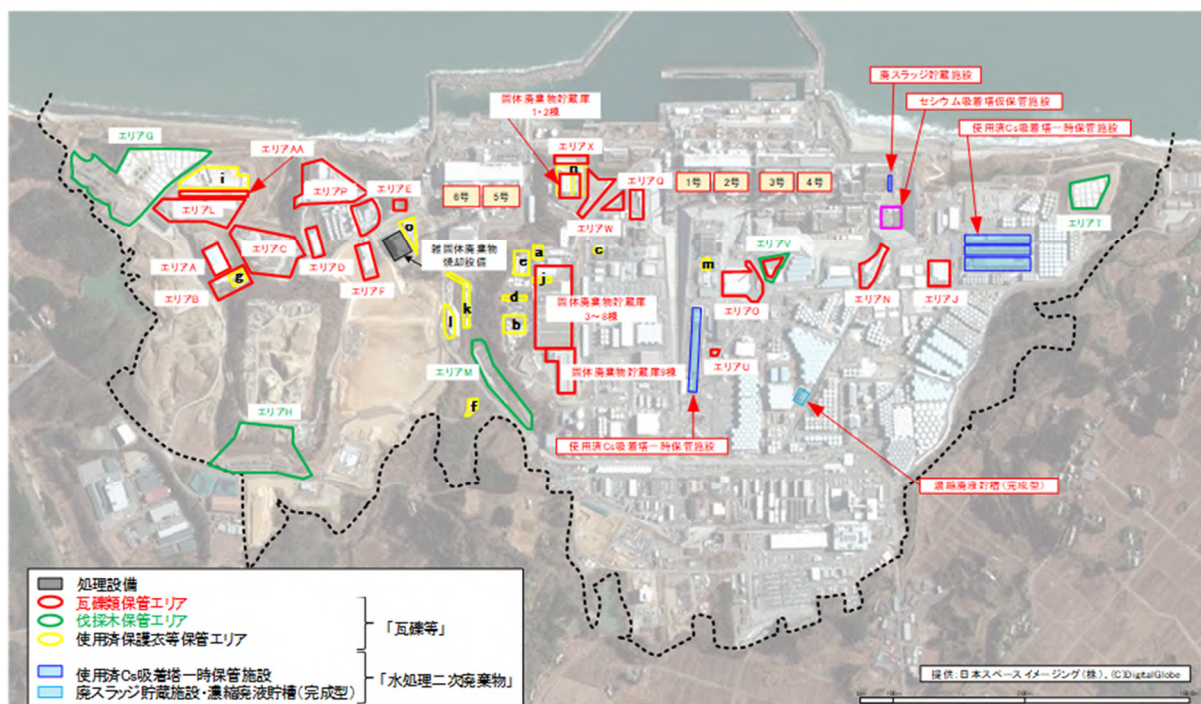 廃スラッジ貯蔵施設
セシウム吸着塔仮保管施設
使用済Cs吸着塔一時保管施設
固体廃棄物貯蔵庫
1・2棟
エリアX
エリアG
エリアAA
i
エリアP
エリアE
エリアL
6号
5号
n
エリアQ
1号
2号
3号
4号
エリアT
エリアW
o
雑固体廃棄物
焼却設備
エリアC
エリアA
エリアD
g
エリアB
エリアF
a
c
e
j
m
エリアV
d
固体廃棄物貯蔵庫
3~8棟
エリアO
エリアN
エリアJ
k
l
b
エリアM
固体廃棄物貯蔵庫9棟
エリアU
f
エリアH
使用済Cs吸着塔一時保管施設
濃縮廃液貯槽(完成型)
処理設備
瓦礫類保管エリア
伐採木保管エリア
使用済保護衣等保管エリア
「瓦礫等」
使用済Cs吸着塔一時保管施設
廃スラッジ貯蔵施設・濃縮廃液貯槽(完成型)
「水処理二次廃棄物」
提供:日本スペースイメージング(株)、(C)DigitalGlobe